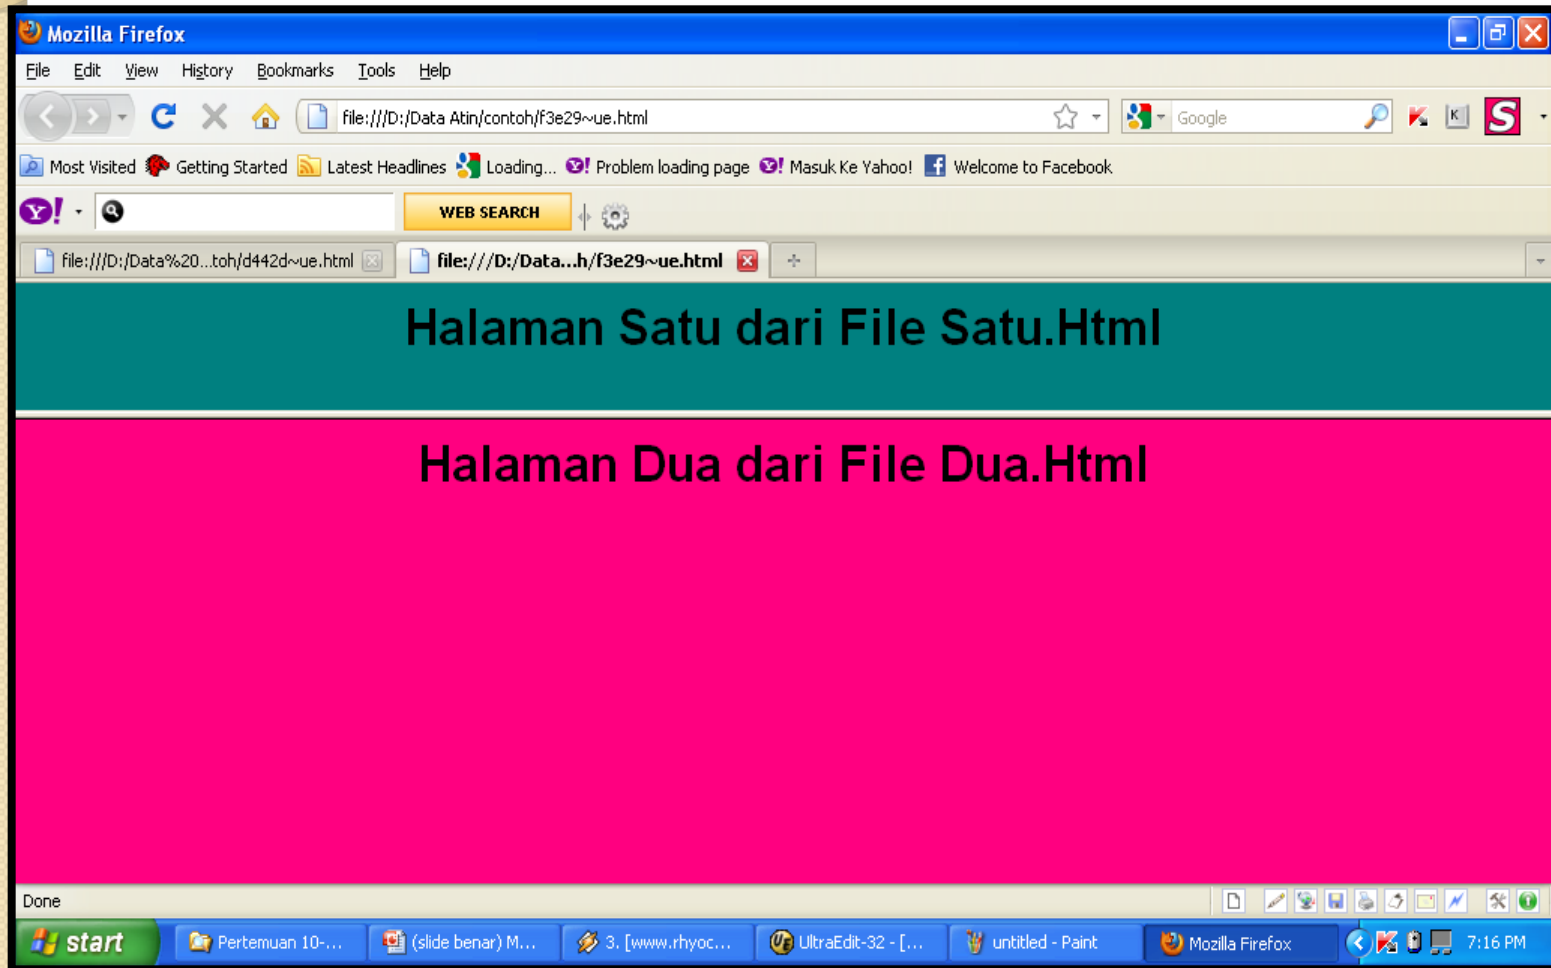 Mozilla Firefox
File Edit View History Bookmarks Tools Help
file:///D:/Data Atin/contoh/f3e29~ue.html Google K S
Most Visited Getting Started Latest Headlines Loading... Y! Problem loading page Y! Masuk Ke Yahoo! f Welcome to Facebook
Y! WEB SEARCH
file:///D:/Data%20...toh/d442d~ue.html file:///D:/Data...h/f3e29~ue.html
Halaman Satu dari File Satu.Html
Halaman Dua dari File Dua.Html
Done
start Pertemuan 10-... (slide benar) M... 3. [www.rhyoc... UE UltraEdit-32 - [... untitled - Paint Mozilla Firefox 7:16 PM